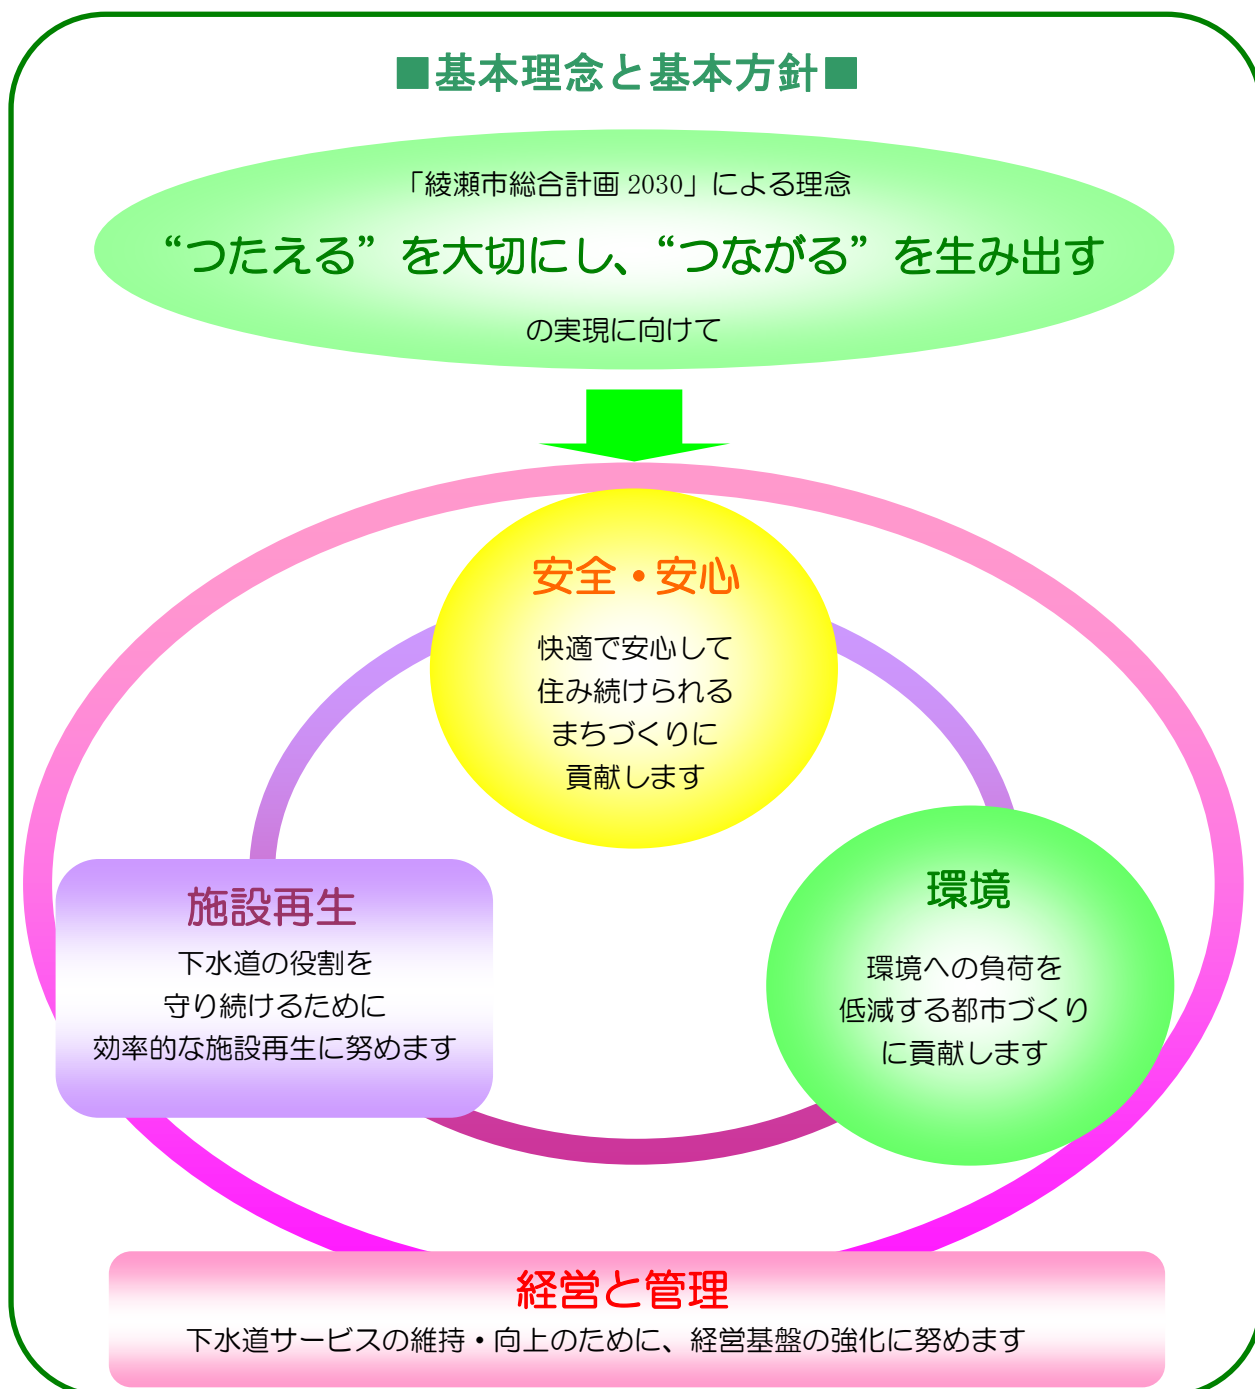 ■基本理念と基本方針■
「綾瀬市総合計画 2030」による理念
“つたえる”を大切にし、“つながる”を生み出す
の実現に向けて
安全・安心
快適で安心して
住み続けられる
まちづくりに
貢献します
施設再生
下水道の役割を
守り続けるために
効率的な施設再生に努めます
環境
環境への負荷を
低減する都市づくり
に貢献します
経営と管理
下水道サービスの維持・向上のために、経営基盤の強化に努めます